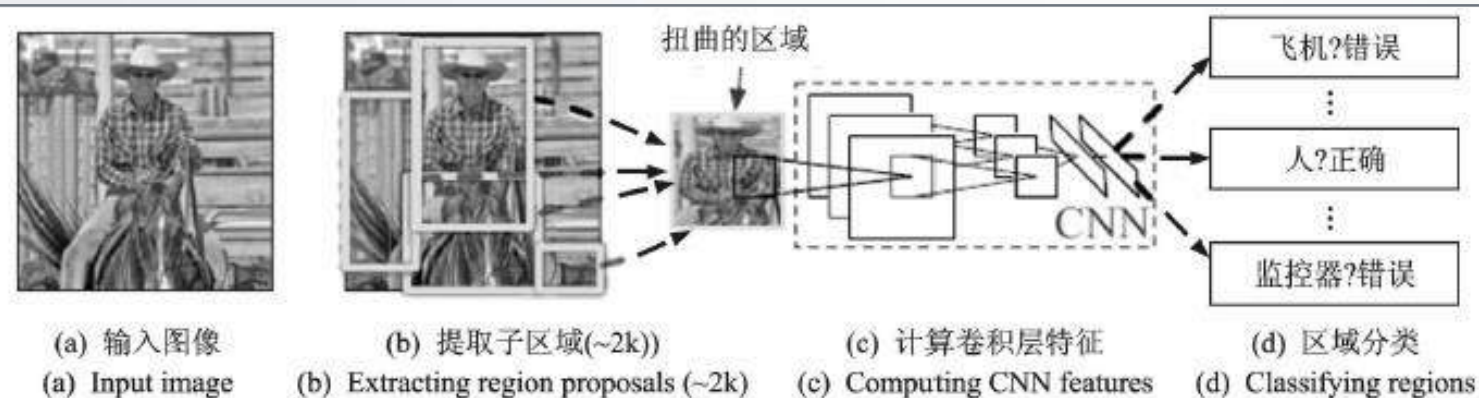 扭曲的区域
飞机?错误
⋮
人?正确
⋮
监控器?错误
CNN
(a) 输入图像
(b) 提取子区域(~2k))
(c) 计算卷积层特征
(d) 区域分类
(a) Input image
(b) Extracting region proposals (~2k)
(c) Computing CNN features
(d) Classifying regions